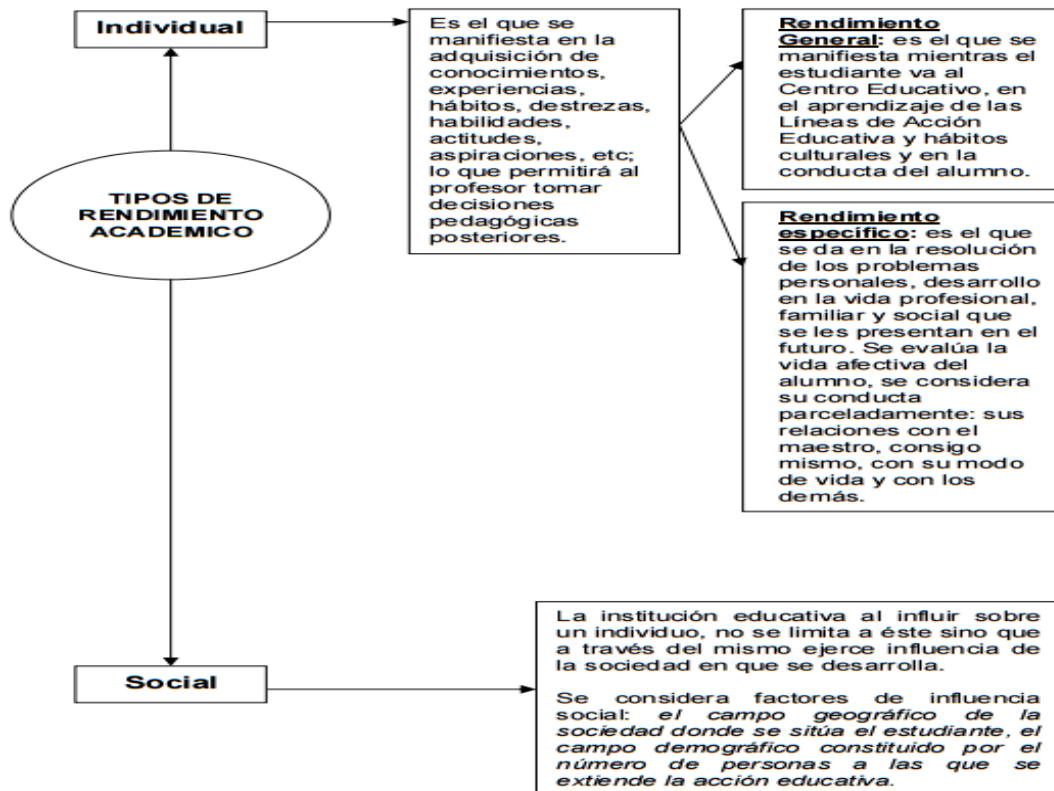 Individual
Es el que se
manifiesta en la
adquisición de
conocimientos,
experiencias,
hábitos, destrezas,
habilidades,
actitudes,
aspiraciones, etc;
lo que permitirá al
profesor tomar
decisiones
pedagógicas
posteriores.
Rendimiento
General: es el que se
manifiesta mientras el
estudiante va al
Centro Educativo, en
el aprendizaje de las
Líneas de Acción
Educativa y hábitos
culturales y en la
conducta del alumno.
TIPOS DE
RENDIMIENTO
ACADEMICO
Rendimiento
específico: es el que
se da en la resolución
de los problemas
personales, desarrollo
en la vida profesional,
familiar y social que
se les presentan en el
futuro. Se evalúa la
vida afectiva del
alumno, se considera
su conducta
parceladamente: sus
relaciones con el
maestro, consigo
mismo, con su modo
de vida y con los
demás.
Social
La institución educativa al influir sobre
un individuo, no se limita a éste sino que
a través del mismo ejerce influencia de
la sociedad en que se desarrolla.
Se considera factores de influencia
social: el campo geográfico de la
sociedad donde se sitúa el estudiante, el
campo demográfico constituido por el
número de personas a las que se
extiende la acción educativa.